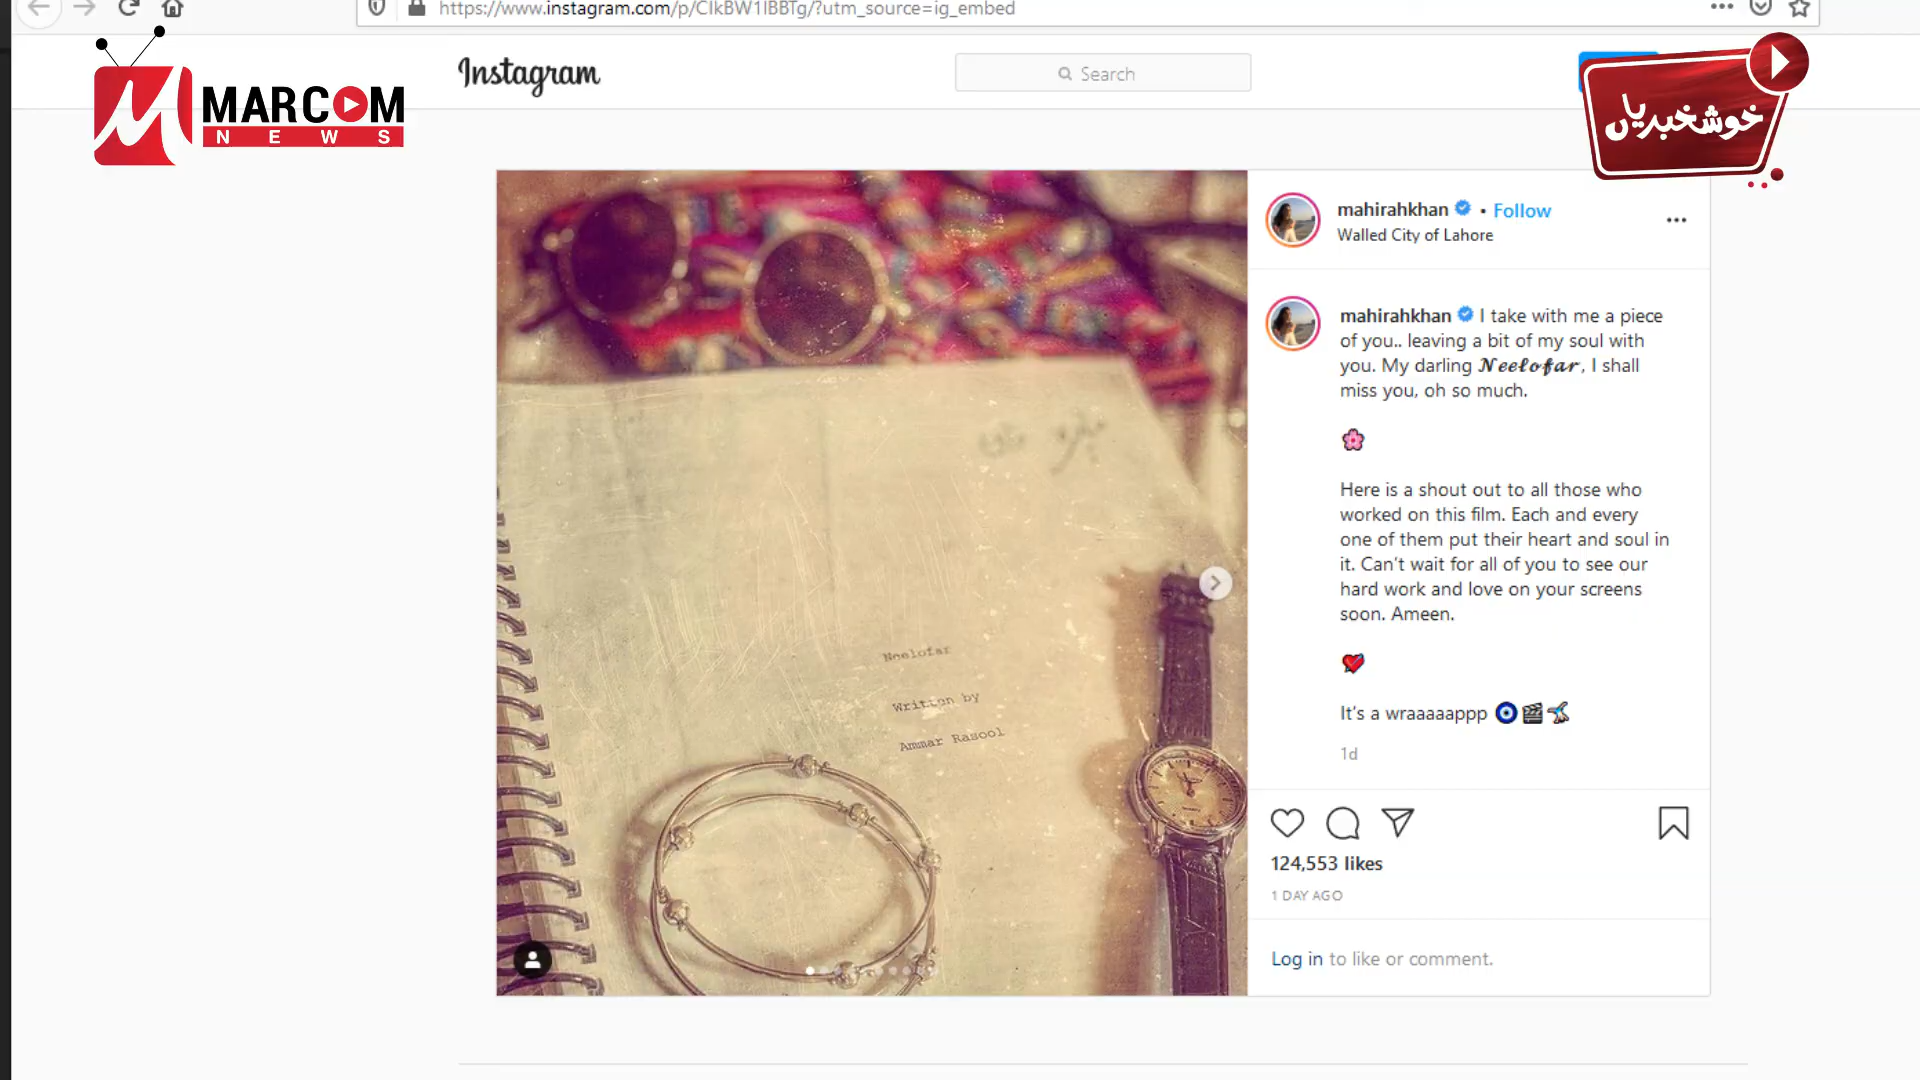 https://www.instagram.com/p/CIkBW1lBBTg/?utm_source=ig_embed
MARCOM
NEWS
Instagram
Search
خوشخبریاں
mahirahkhan • Follow
Walled City of Lahore
mahirahkhan I take with me a piece
of you.. leaving a bit of my soul with
you. My darling 𝓝𝓮𝓮𝓵𝓸𝓯𝓪𝓻, I shall
miss you, oh so much.
🌸
Here is a shout out to all those who
worked on this film. Each and every
one of them put their heart and soul in
it. Can't wait for all of you to see our
hard work and love on your screens
soon. Ameen.
💘
It's a wraaaaappp 🧿🎬🕊
1d
124,553 likes
1 DAY AGO
Log in to like or comment.
Neelofar
Written by
Ammar Rasool